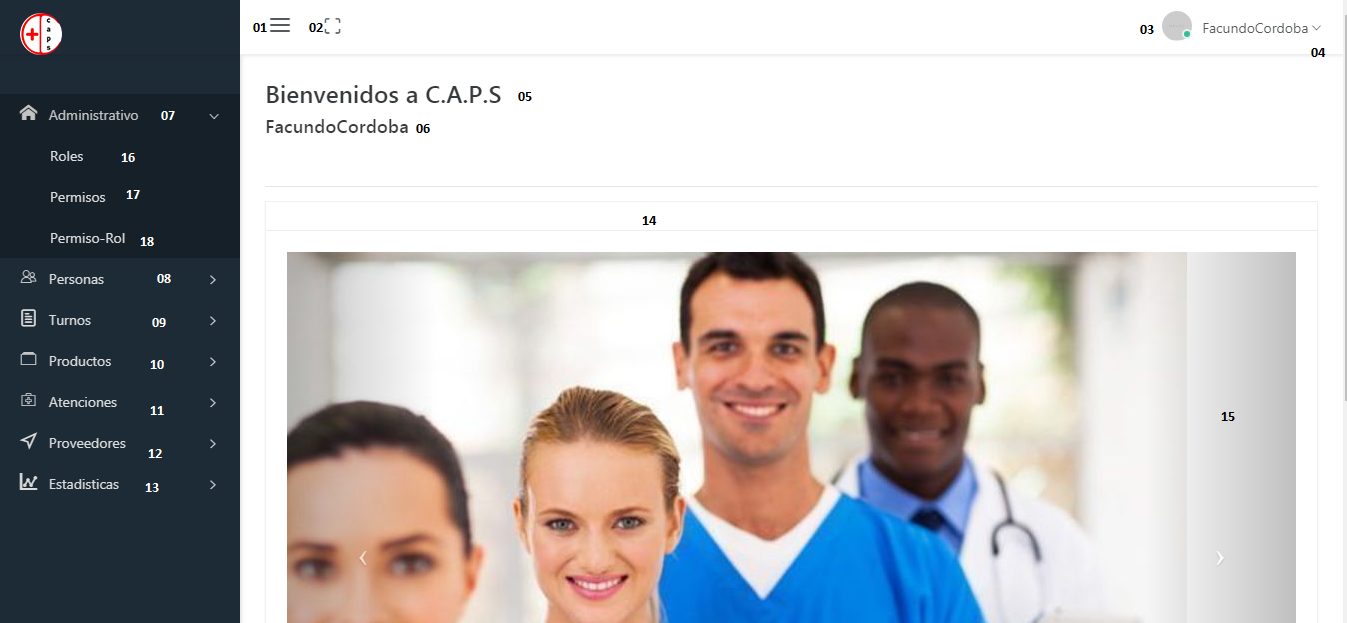 caps
01 02 03 FacundoCordoba
04
Bienvenidos a C.A.P.S 05
FacundoCordoba 06
Administrativo 07
Roles 16
Permisos 17
Permiso-Rol 18
Personas 08
Turnos 09
Productos 10
Atenciones 11
Proveedores 12
Estadisticas 13
14
15